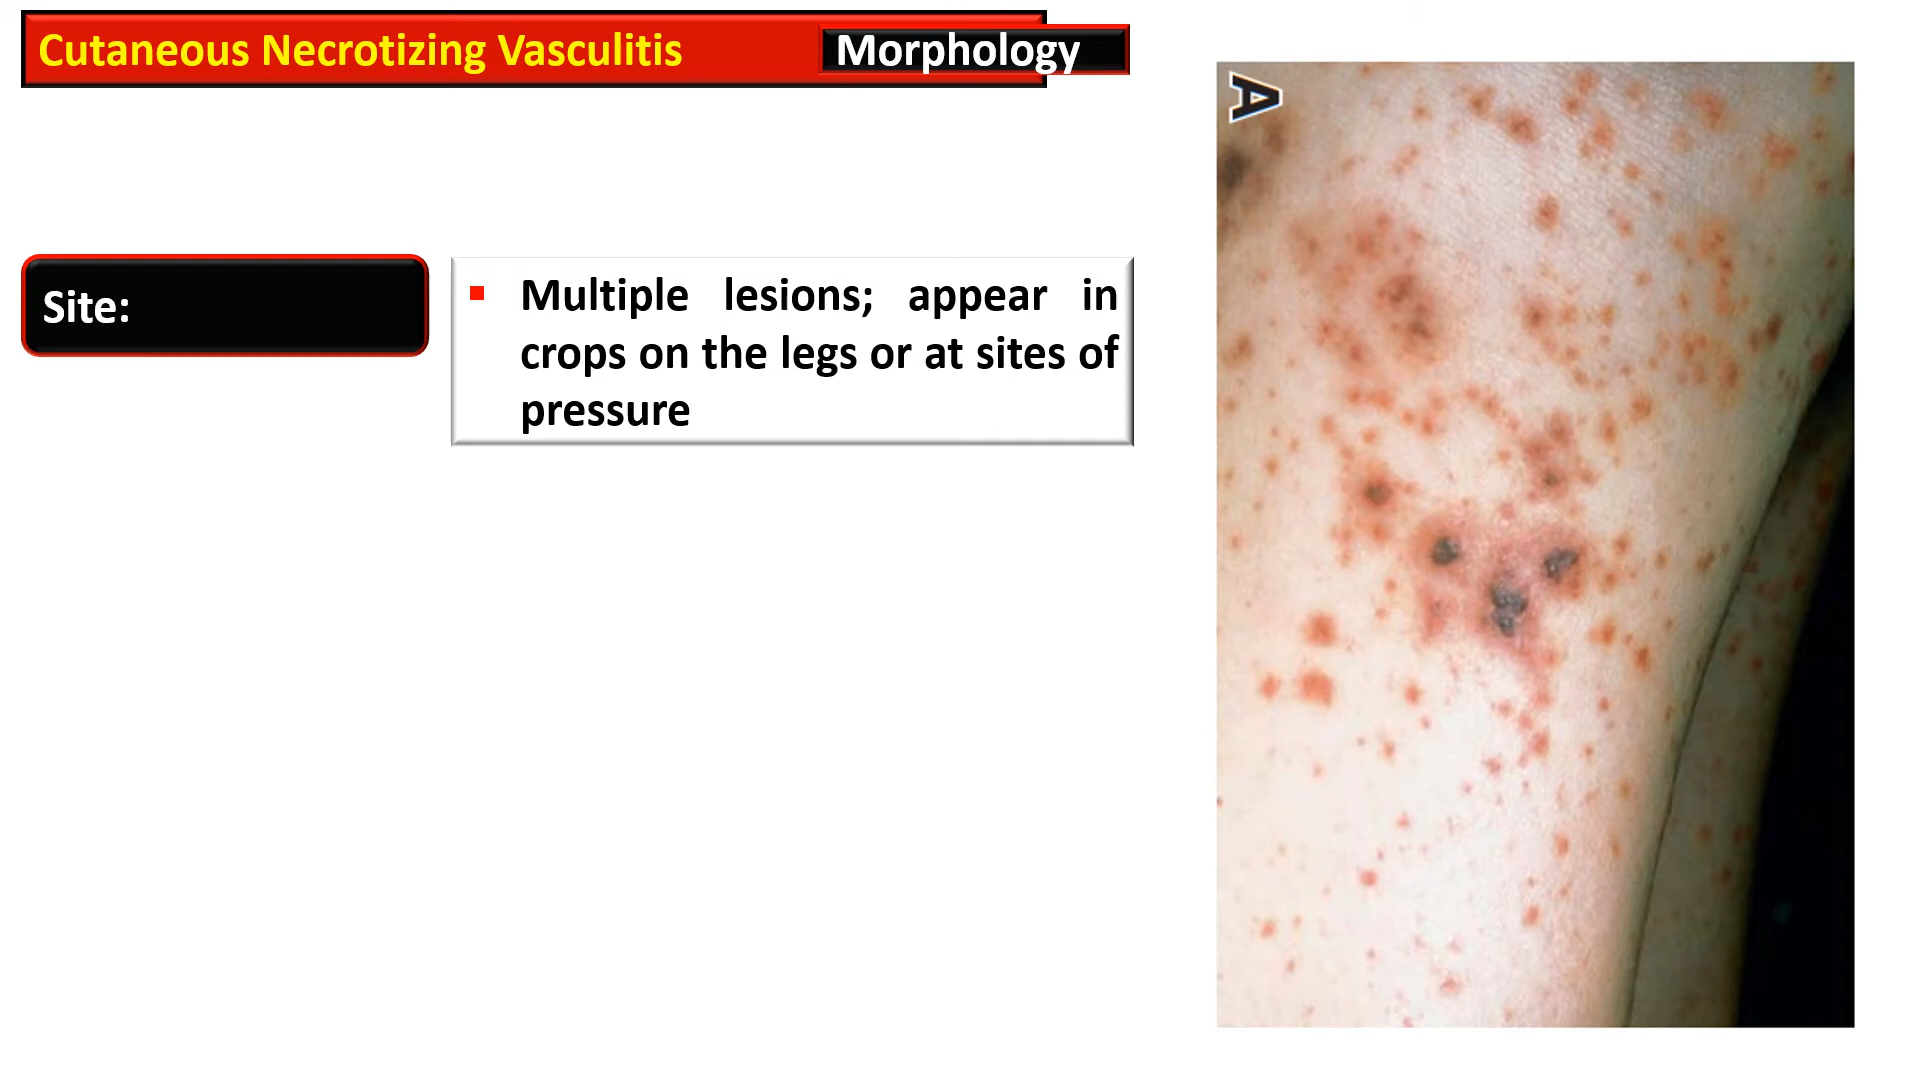 Cutaneous Necrotizing Vasculitis
Morphology
A
Site:
▪ Multiple lesions; appear in
crops on the legs or at sites of
pressure